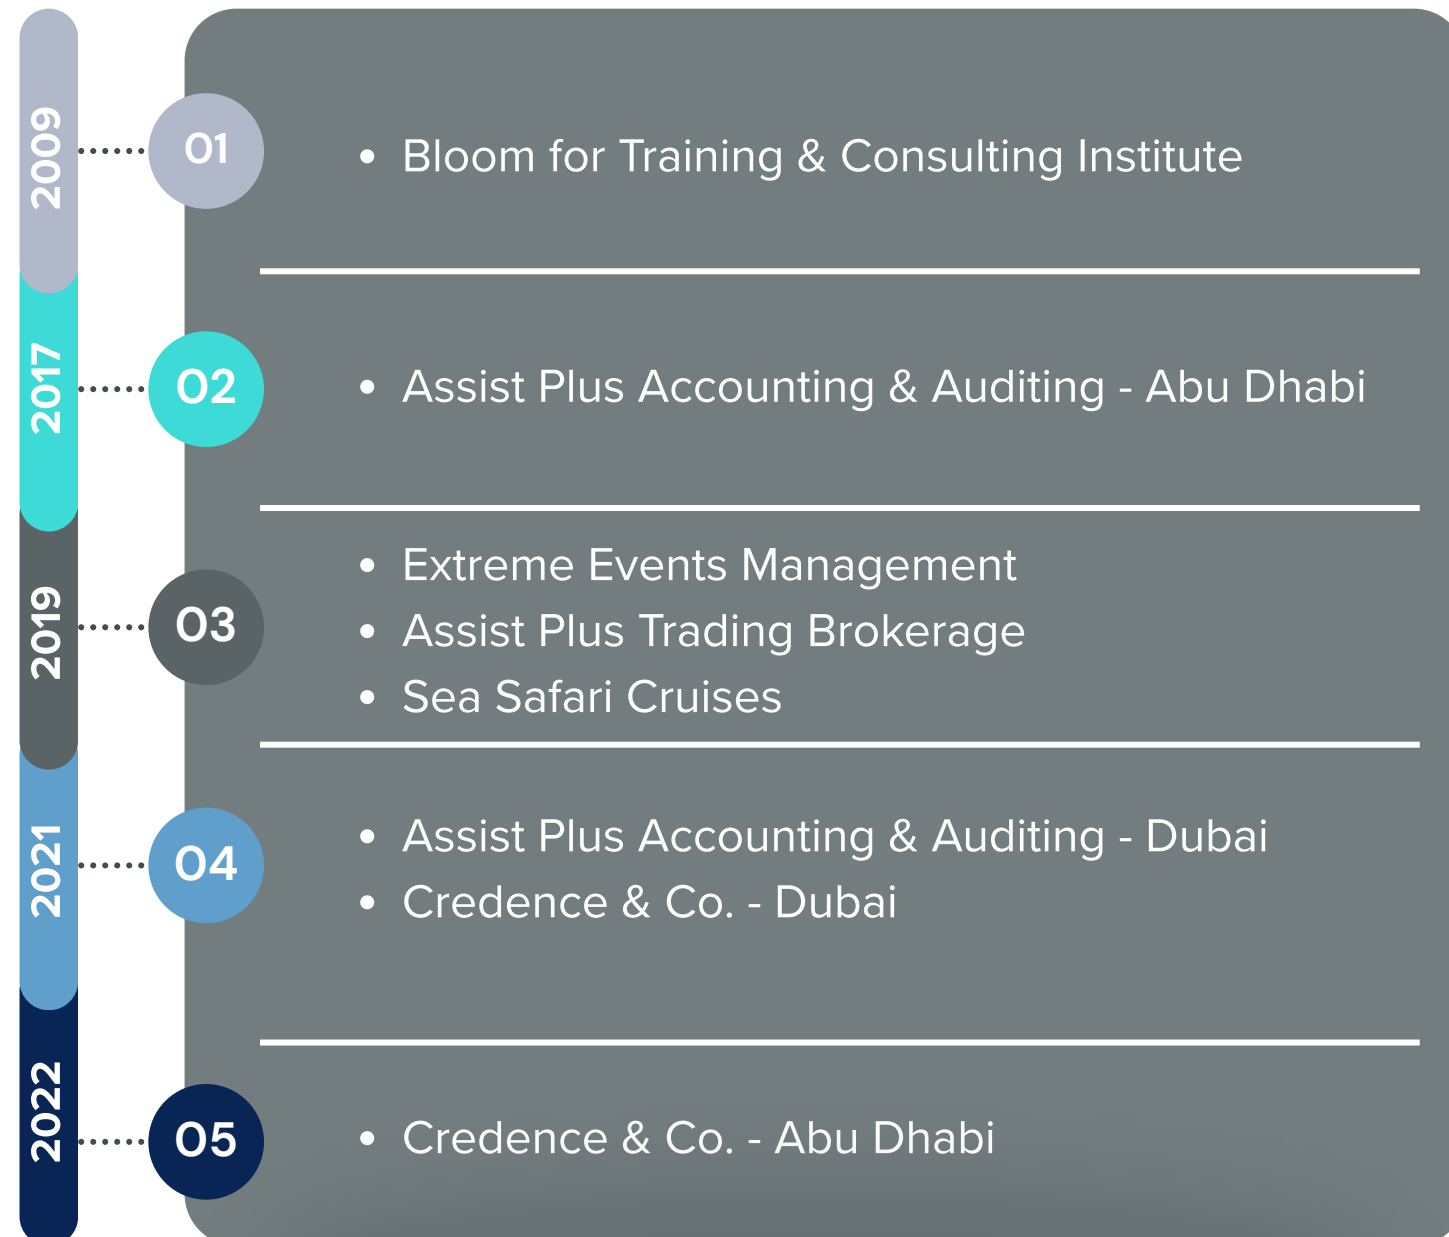 2009
01
• Bloom for Training & Consulting Institute
2017
02
• Assist Plus Accounting & Auditing - Abu Dhabi
2019
03
• Extreme Events Management
• Assist Plus Trading Brokerage
• Sea Safari Cruises
2021
04
• Assist Plus Accounting & Auditing - Dubai
• Credence & Co. - Dubai
2022
05
• Credence & Co. - Abu Dhabi